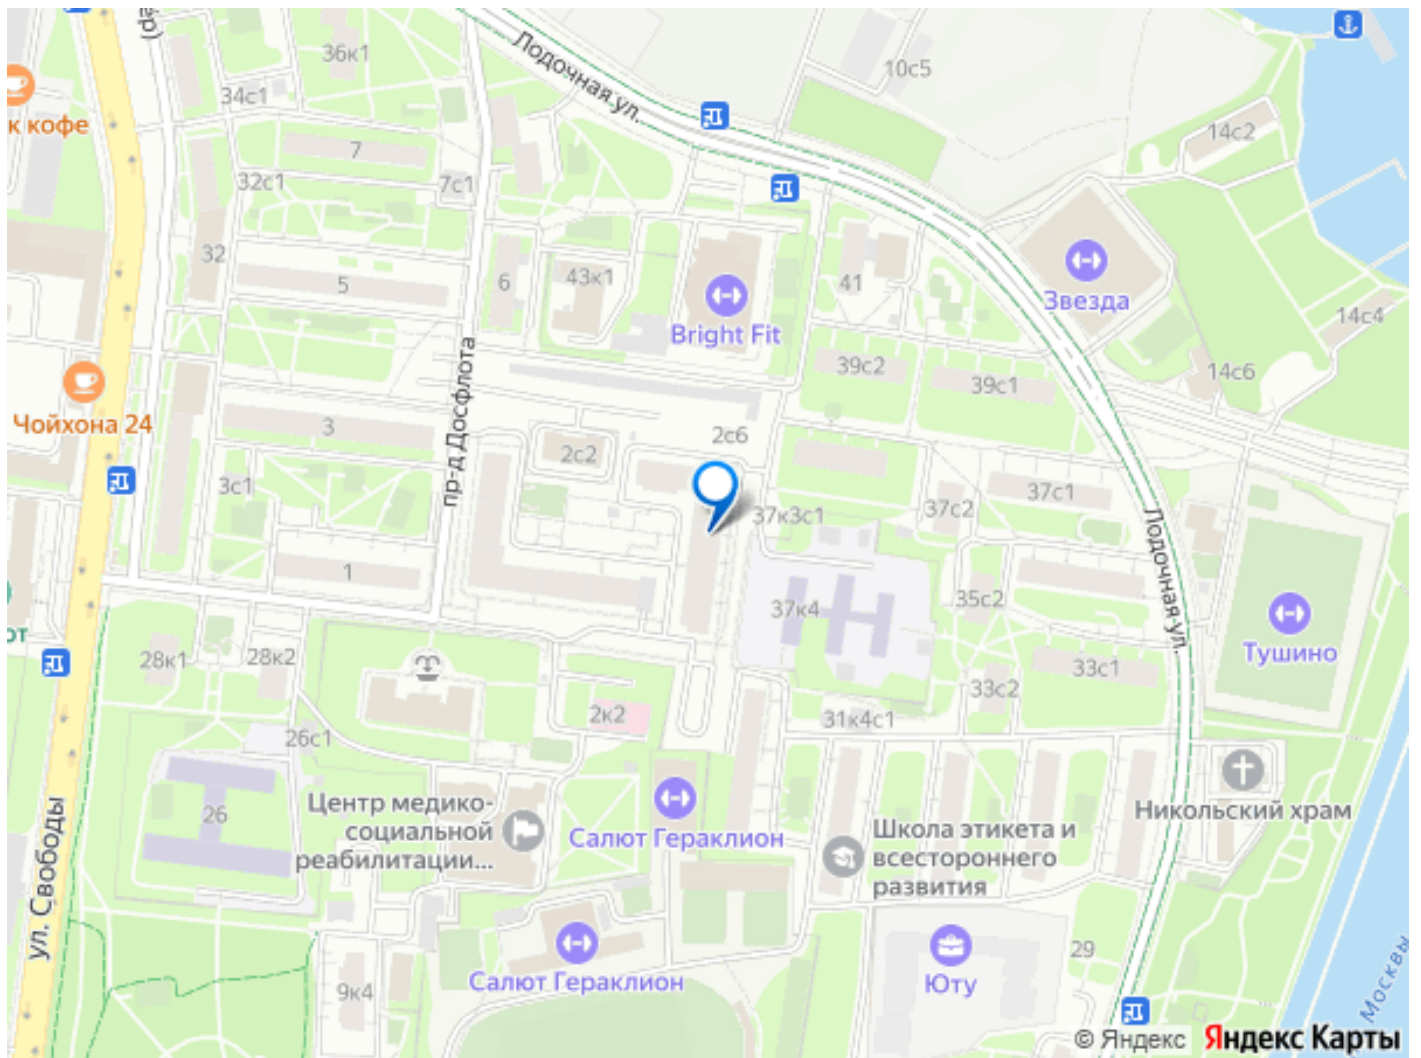 36к1
Лодочная ул.
10с5
34с1
к кофе
14с2
7
7с1
32с1
32
5
6
43к1
Bright Fit
41
Звезда
14с4
39с2
39с1
14с6
Чойхона 24
3
пр-д Досфлота
2с6
2с2
3с1
37к3с1
37с2
37с1
Лодочная ул.
1
37к4
35с2
28к1
28к2
33с1
33с2
Тушино
2к2
31к4с1
26с1
26
Центр медико-
социальной
реабилитации...
Салют Гераклион
Школа этикета и
всестороннего
развития
Никольский храм
ул. Свободы
Салют Гераклион
9к4
Юту
29
Москвы
© Яндекс
Яндекс Карты